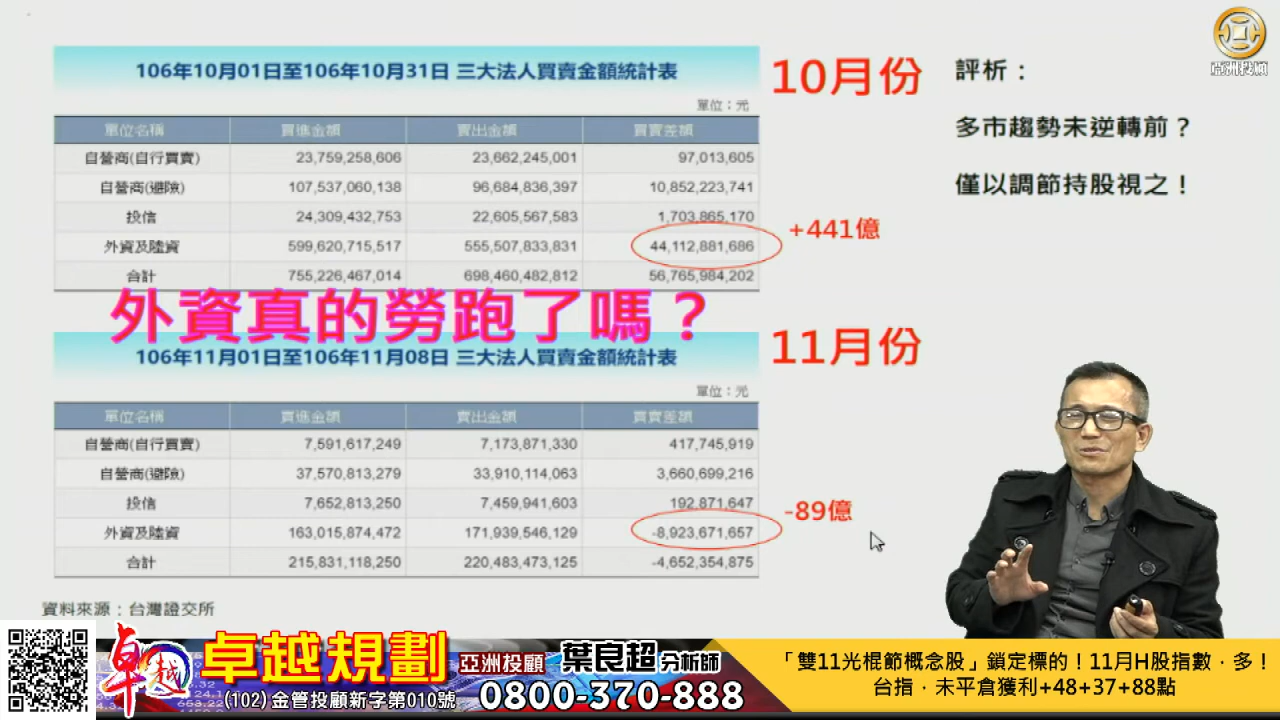 106年10月01日至106年10月31日 三大法人買賣金額統計表
單位：元
單位名稱 買進金額 賣出金額 買賣差額
自營商(自行買賣) 23,759,258,606 23,662,245,001 97,013,605
自營商(避險) 107,537,060,138 96,684,836,397 10,852,223,741
投信 24,309,432,753 22,605,567,583 1,703,865,170
外資及陸資 599,620,715,517 555,507,833,831 44,112,881,686
合計 755,226,467,014 698,460,482,812 56,765,984,202
10月份
+441億
評析：
多市趨勢未逆轉前？
僅以調節持股視之！
亞洲投顧
外資真的勞跑了嗎？
106年11月01日至106年11月08日 三大法人買賣金額統計表
單位：元
單位名稱 買進金額 賣出金額 買賣差額
自營商(自行買賣) 7,591,617,249 7,173,871,330 417,745,919
自營商(避險) 37,570,813,279 33,910,114,063 3,660,699,216
投信 7,652,813,250 7,459,941,603 192,871,647
外資及陸資 163,015,874,472 171,939,546,129 -8,923,671,657
合計 215,831,118,250 220,483,473,125 -4,652,354,875
11月份
-89億
資料來源：台灣證交所
卓越
卓越規劃
(102)金管投顧新字第010號
亞洲投顧 葉良超分析師
0800-370-888
「雙11光棍節概念股」鎖定標的！11月H股指數．多！
台指．未平倉獲利+48+37+88點